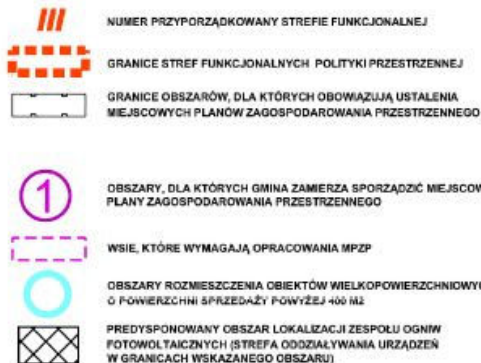 III NUMER PRZYPORZĄDKOWANY STREFIE FUNKCJONALNEJ
GRANICE STREF FUNKCJONALNYCH POLITYKI PRZESTRZENNEJ
GRANICE OBSZARÓW, DLA KTÓRYCH OBOWIĄZUJĄ USTALENIA
MIEJSCOWYCH PLANÓW ZAGOSPODAROWANIA PRZESTRZENNEGO
1 OBSZARY, DLA KTÓRYCH GMINA ZAMIERZA SPORZĄDZIĆ MIEJSCOW
PLANY ZAGOSPODAROWANIA PRZESTRZENNEGO
WSIE, KTÓRE WYMAGAJĄ OPRACOWANIA MPZP
OBSZARY ROZMIESZCZENIA OBIEKTÓW WIELKOPOWIERZCHNIOWY
O POWIERZCHNI SPRZEDAŻY POWYŻEJ 400 M2
PREDYSPONOWANY OBSZAR LOKALIZACJI ZESPOŁU OGNIW
FOTOWOLTAICZNYCH (STREFA ODDZIAŁYWANIA URZĄDZEŃ
W GRANICACH WSKAZANEGO OBSZARU)